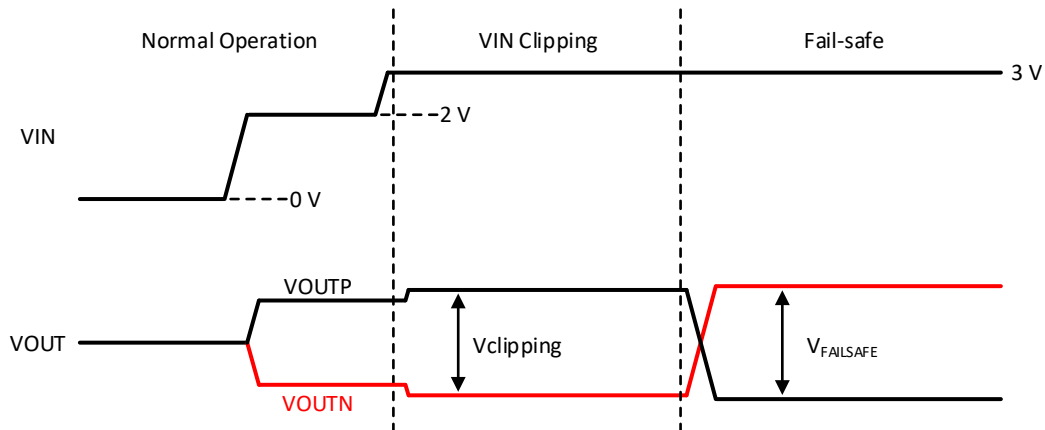 Normal Operation
VIN Clipping
Fail-safe
3 V
2 V
VIN
0 V
VOUTP
VOUT
Vclipping
VFAILSAFE
VOUTN